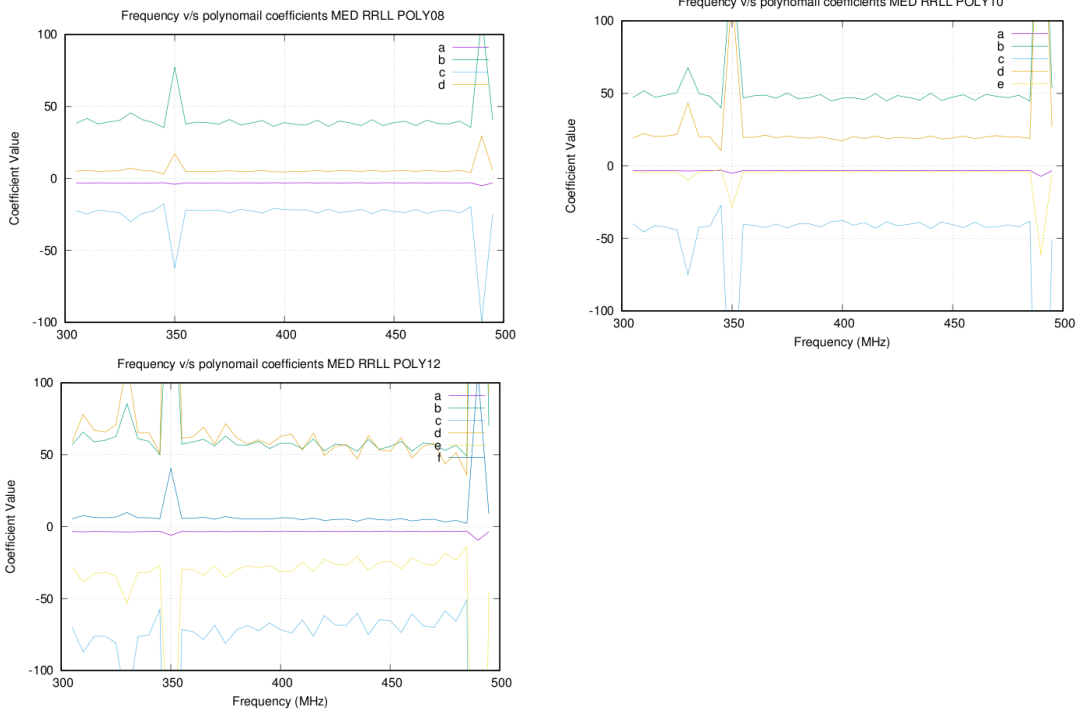 Frequency v/s polynomail coefficients MED RRLL POLY08
100
50
0
-50
-100
300
350
400
450
500
Coefficient Value
a
b
c
d
Frequency v/s polynomail coefficients MED RRLL POLY10
100
50
0
-50
-100
300
350
400
450
500
Coefficient Value
Frequency (MHz)
a
b
c
d
e
Frequency v/s polynomail coefficients MED RRLL POLY12
100
50
0
-50
-100
300
350
400
450
500
Coefficient Value
Frequency (MHz)
a
b
c
d
e
f